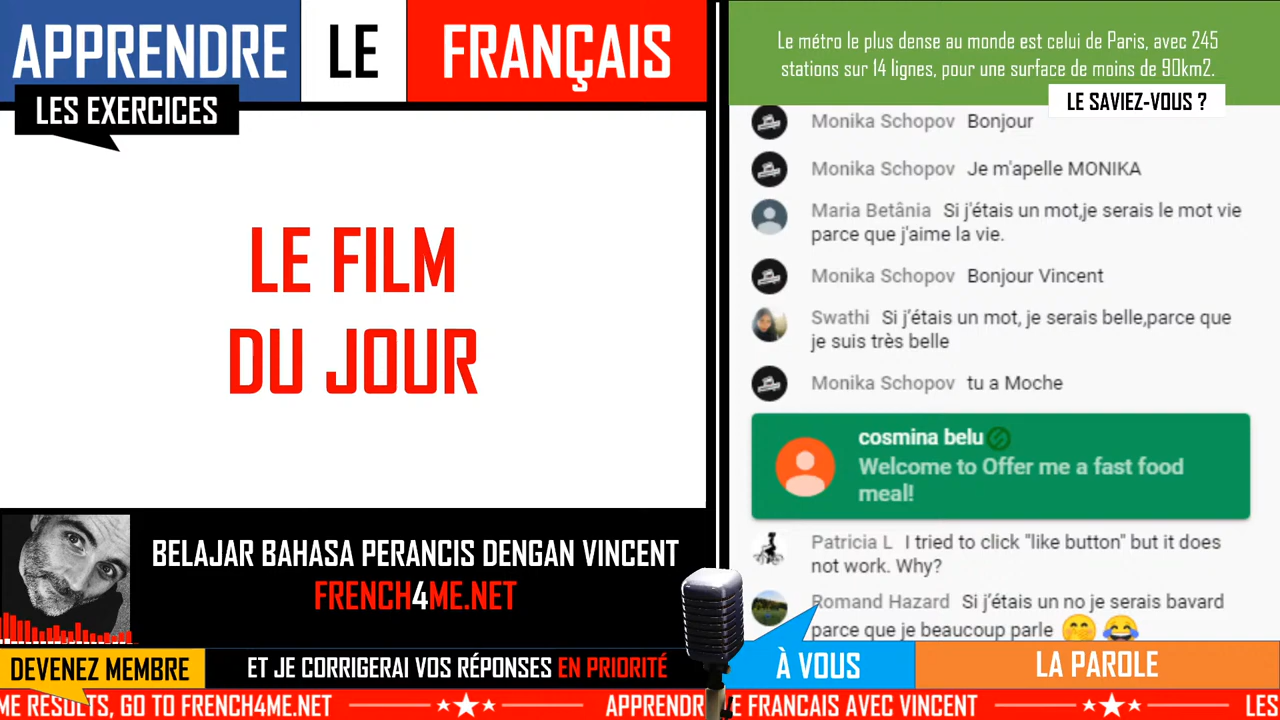 APPRENDRE LE FRANÇAIS
LES EXERCICES
LE FILM
DU JOUR
BELAJAR BAHASA PERANCIS DENGAN VINCENT
FRENCH4ME.NET
DEVENEZ MEMBRE
ET JE CORRIGERAI VOS RÉPONSES EN PRIORITÉ
Le métro le plus dense au monde est celui de Paris, avec 245
stations sur 14 lignes, pour une surface de moins de 90km2.
LE SAVIEZ-VOUS ?
Monika Schopov Bonjour
Monika Schopov Je m'apelle MONIKA
Maria Betânia Si j'étais un mot,je serais le mot vie
parce que j'aime la vie.
Monika Schopov Bonjour Vincent
Swathi Si j'étais un mot, je serais belle,parce que
je suis très belle
Monika Schopov tu a Moche
cosmina belu
Welcome to Offer me a fast food
meal!
Patricia L I tried to click "like button" but it does
not work. Why?
Romand Hazard Si j'étais un no je serais bavard
parce que je beaucoup parle
À VOUS
LA PAROLE
ME RESULTS, GO TO FRENCH4ME.NET APPRENDR E FRANCAIS AVEC VINCENT LES